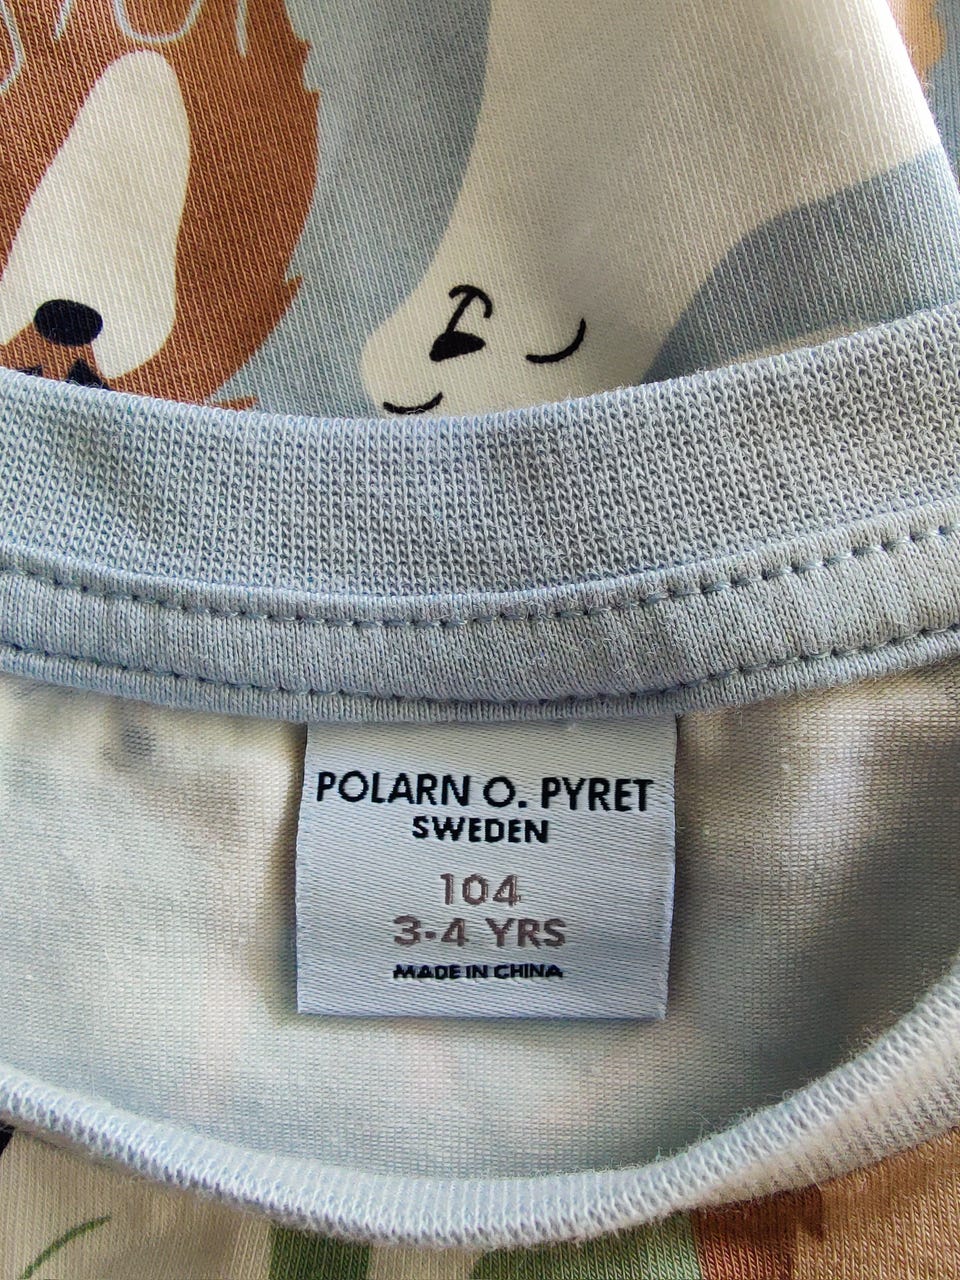 POLARN O. PYRET
SWEDEN
104
3-4 YRS
MADE IN CHINA